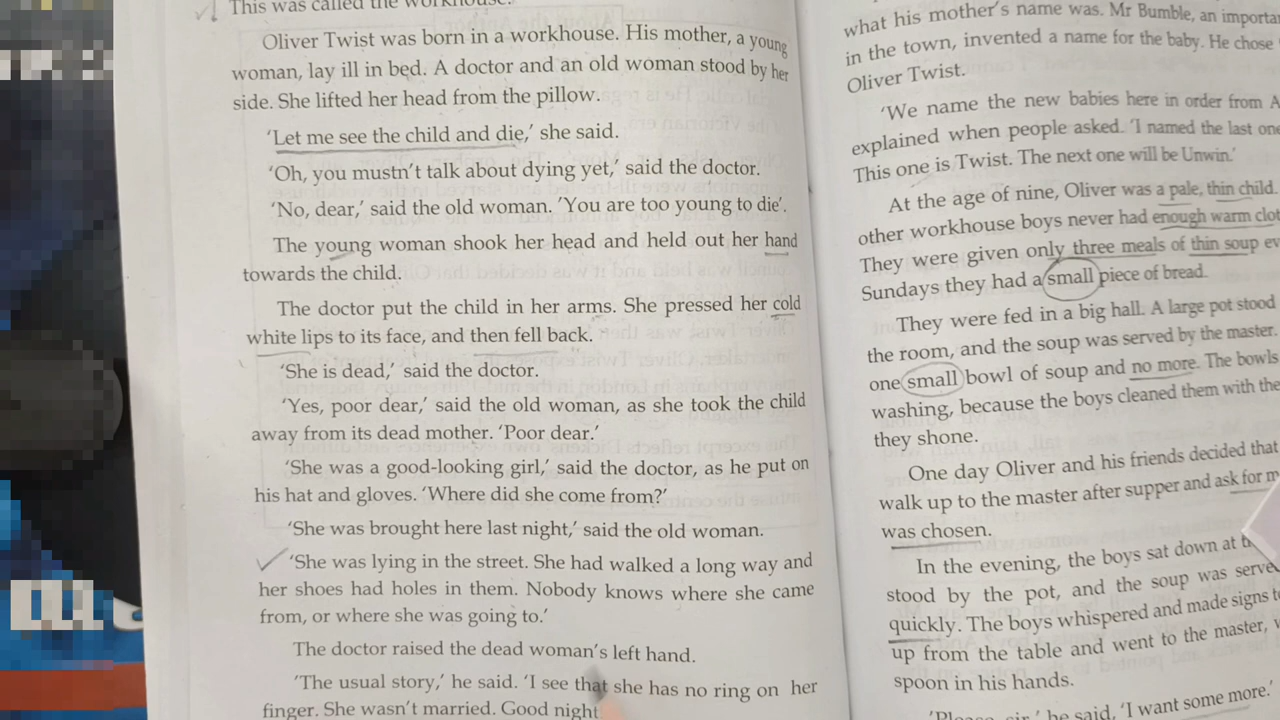 This was called the workhouse.
Oliver Twist was born in a workhouse. His mother, a young
woman, lay ill in bed. A doctor and an old woman stood by her
side. She lifted her head from the pillow.
‘Let me see the child and die,’ she said.
‘Oh, you mustn’t talk about dying yet,’ said the doctor.
‘No, dear,’ said the old woman. ‘You are too young to die’.
The young woman shook her head and held out her hand
towards the child.
The doctor put the child in her arms. She pressed her cold
white lips to its face, and then fell back.
‘She is dead,’ said the doctor.
‘Yes, poor dear,’ said the old woman, as she took the child
away from its dead mother. ‘Poor dear.’
‘She was a good-looking girl,’ said the doctor, as he put on
his hat and gloves. ‘Where did she come from?’
‘She was brought here last night,’ said the old woman.
‘She was lying in the street. She had walked a long way and
her shoes had holes in them. Nobody knows where she came
from, or where she was going to.’
The doctor raised the dead woman’s left hand.
‘The usual story,’ he said. ‘I see that she has no ring on her
finger. She wasn’t married. Good night
what his mother’s name was. Mr Bumble, an
in the town, invented a name for the baby. He chose
Oliver Twist.
‘We name the new babies here in order from A
explained when people asked. ‘I named the last one
This one is Twist. The next one will be Unwin.’
At the age of nine, Oliver was a pale, thin child.
other workhouse boys never had enough warm
They were given only three meals of thin soup
Sundays they had a small piece of bread.
They were fed in a big hall. A large pot stood
the room, and the soup was served by the master.
one small bowl of soup and no more. The bowls
washing, because the boys cleaned them with the
they shone.
One day Oliver and his friends decided that
walk up to the master after supper and ask for
was chosen.
In the evening, the boys sat down at
stood by the pot, and the soup was
quickly. The boys whispered and made signs
up from the table and went to the master,
spoon in his hands.
‘Please, sir,’ he said, ‘I want some more.’